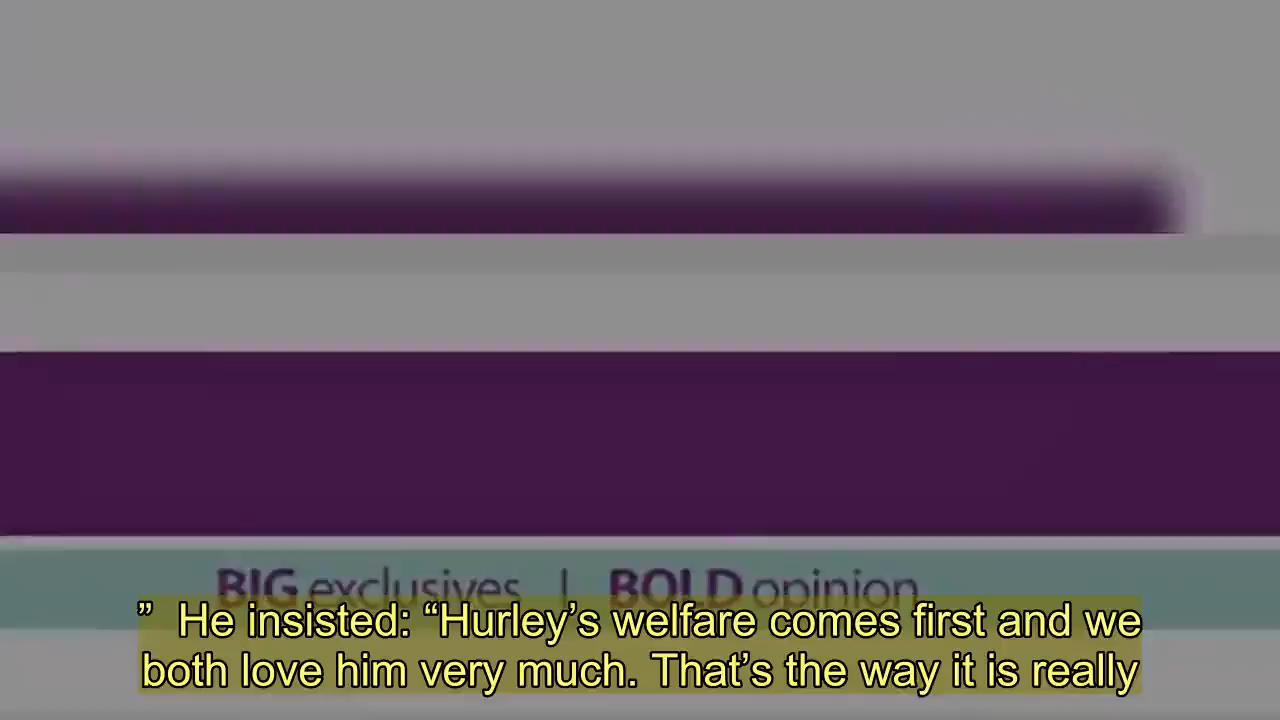 BIG exclusives | BOLD opinion
” He insisted: “Hurley’s welfare comes first and we
both love him very much. That’s the way it is really